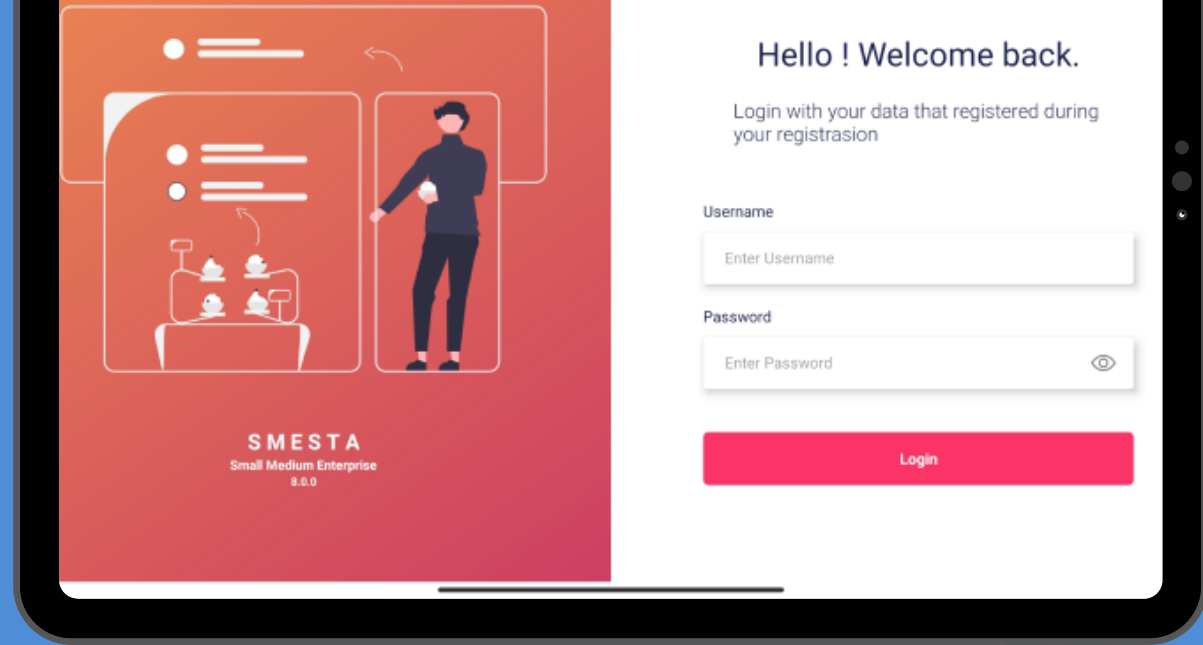 Hello ! Welcome back.
Login with your data that registered during
your registrasion
Username
Enter Username
Password
Enter Password
Login
SMESTA
Small Medium Enterprise
8.0.0